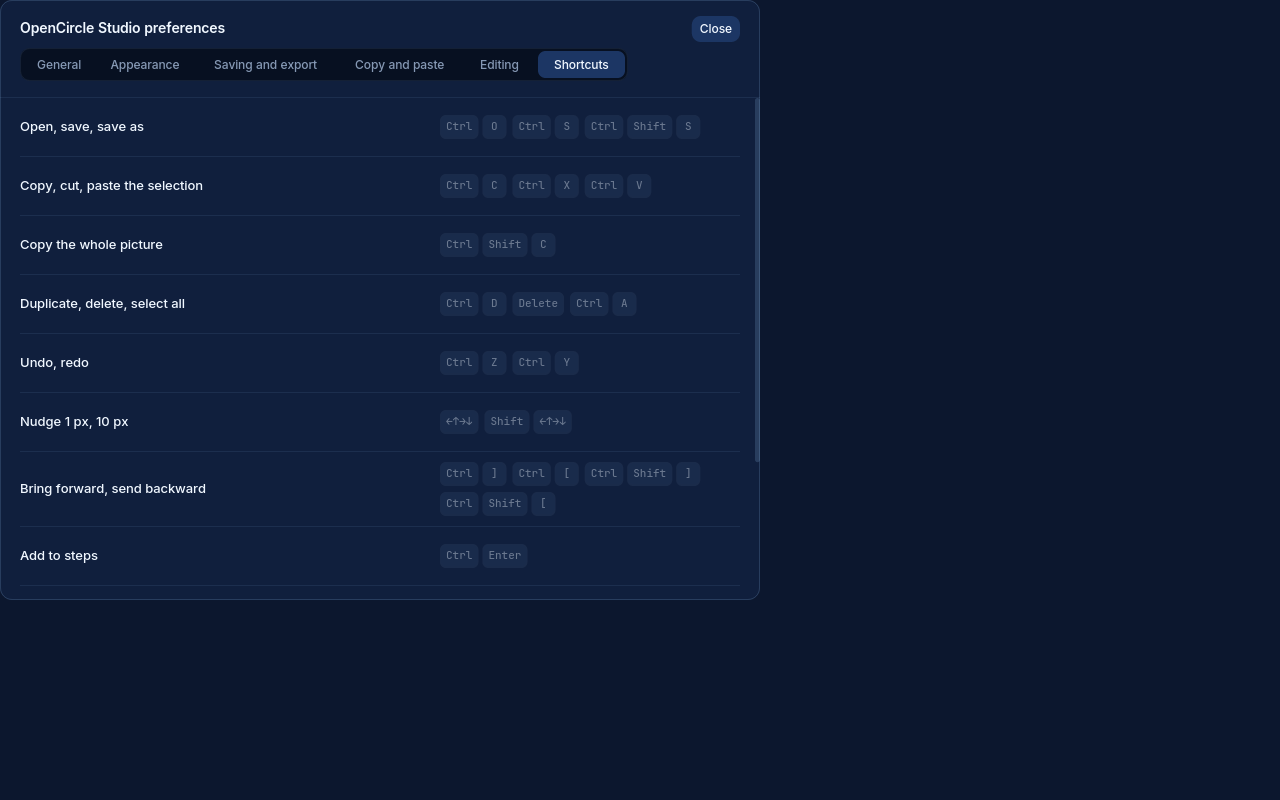 OpenCircle Studio preferences
Close
General Appearance Saving and export Copy and paste Editing Shortcuts
Open, save, save as Ctrl O Ctrl S Ctrl Shift S
Copy, cut, paste the selection Ctrl C Ctrl X Ctrl V
Copy the whole picture Ctrl Shift C
Duplicate, delete, select all Ctrl D Delete Ctrl A
Undo, redo Ctrl Z Ctrl Y
Nudge 1 px, 10 px ←↑→↓ Shift ←↑→↓
Bring forward, send backward Ctrl ] Ctrl [ Ctrl Shift ]
Ctrl Shift [
Add to steps Ctrl Enter